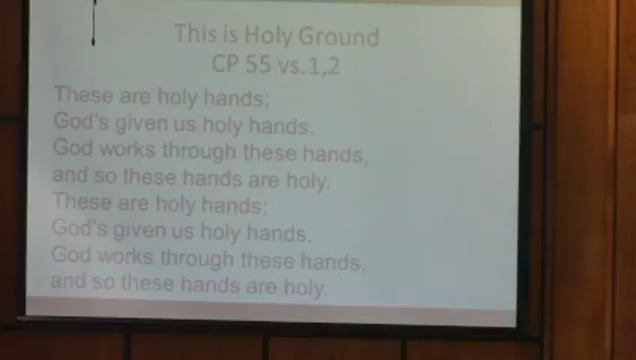 This is Holy Ground
CP 55 vs.1,2
These are holy hands;
God's given us holy hands.
God works through these hands,
and so these hands are holy.
These are holy hands;
God's given us holy hands.
God works through these hands,
and so these hands are holy.